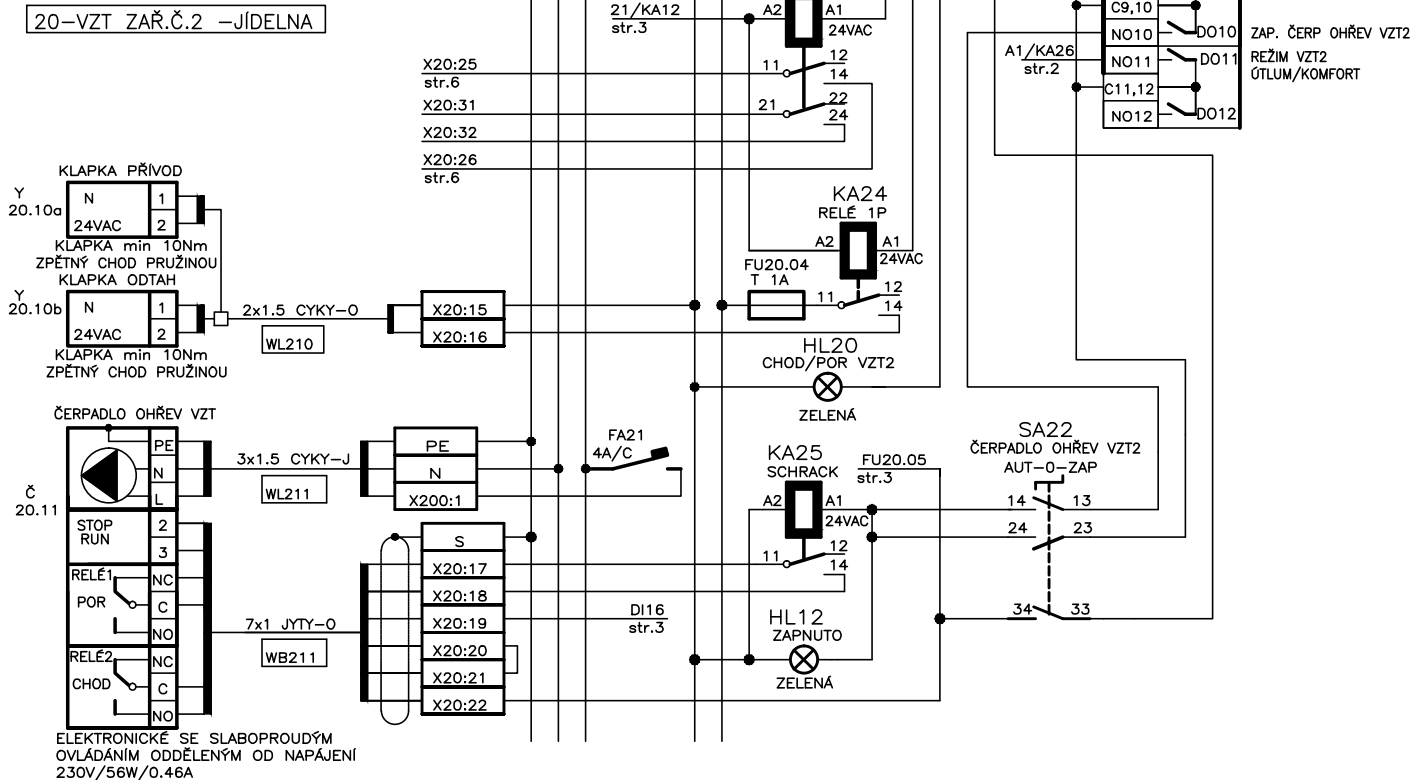 20-VZT ZAŘ.Č.2 -JÍDELNA
21/KA12
str.3
A2
A1
24VAC
X20:25
str.6
11
12
14
X20:31
21
22
24
X20:32
X20:26
str.6
C9,10
NO10
DO10
ZAP. ČERP OHŘEV VZT2
A1/KA26
str.2
NO11
DO11
REŽIM VZT2
ÚTLUM/KOMFORT
C11,12
NO12
DO12
KLAPKA PŘÍVOD
Y
20.10a
N
1
24VAC
2
KLAPKA min 10Nm
ZPĚTNÝ CHOD PRUŽINOU
KLAPKA ODTAH
Y
20.10b
N
1
24VAC
2
KLAPKA min 10Nm
ZPĚTNÝ CHOD PRUŽINOU
2x1.5 CYKY-O
WL210
X20:15
X20:16
KA24
RELÉ 1P
A2
A1
24VAC
FU20.04
T 1A
11
12
14
HL20
CHOD/POR VZT2
ZELENÁ
ČERPADLO OHŘEV VZT
PE
N
L
Č
20.11
3x1.5 CYKY-J
WL211
PE
N
X200:1
FA21
4A/C
STOP
RUN
2
3
RELÉ1
POR
NC
C
NO
RELÉ2
CHOD
NC
C
NO
7x1 JYTY-O
WB211
S
X20:17
X20:18
X20:19
X20:20
X20:21
X20:22
DI16
str.3
KA25
SCHRACK
A2
A1
24VAC
11
12
14
FU20.05
str.3
HL12
ZAPNUTO
ZELENÁ
SA22
ČERPADLO OHŘEV VZT2
AUT-0-ZAP
14
13
24
23
34
33
ELEKTRONICKÉ SE SLABOPROUDÝM
OVLÁDÁNÍM ODDĚLENÝM OD NAPÁJENÍ
230V/56W/0.46A